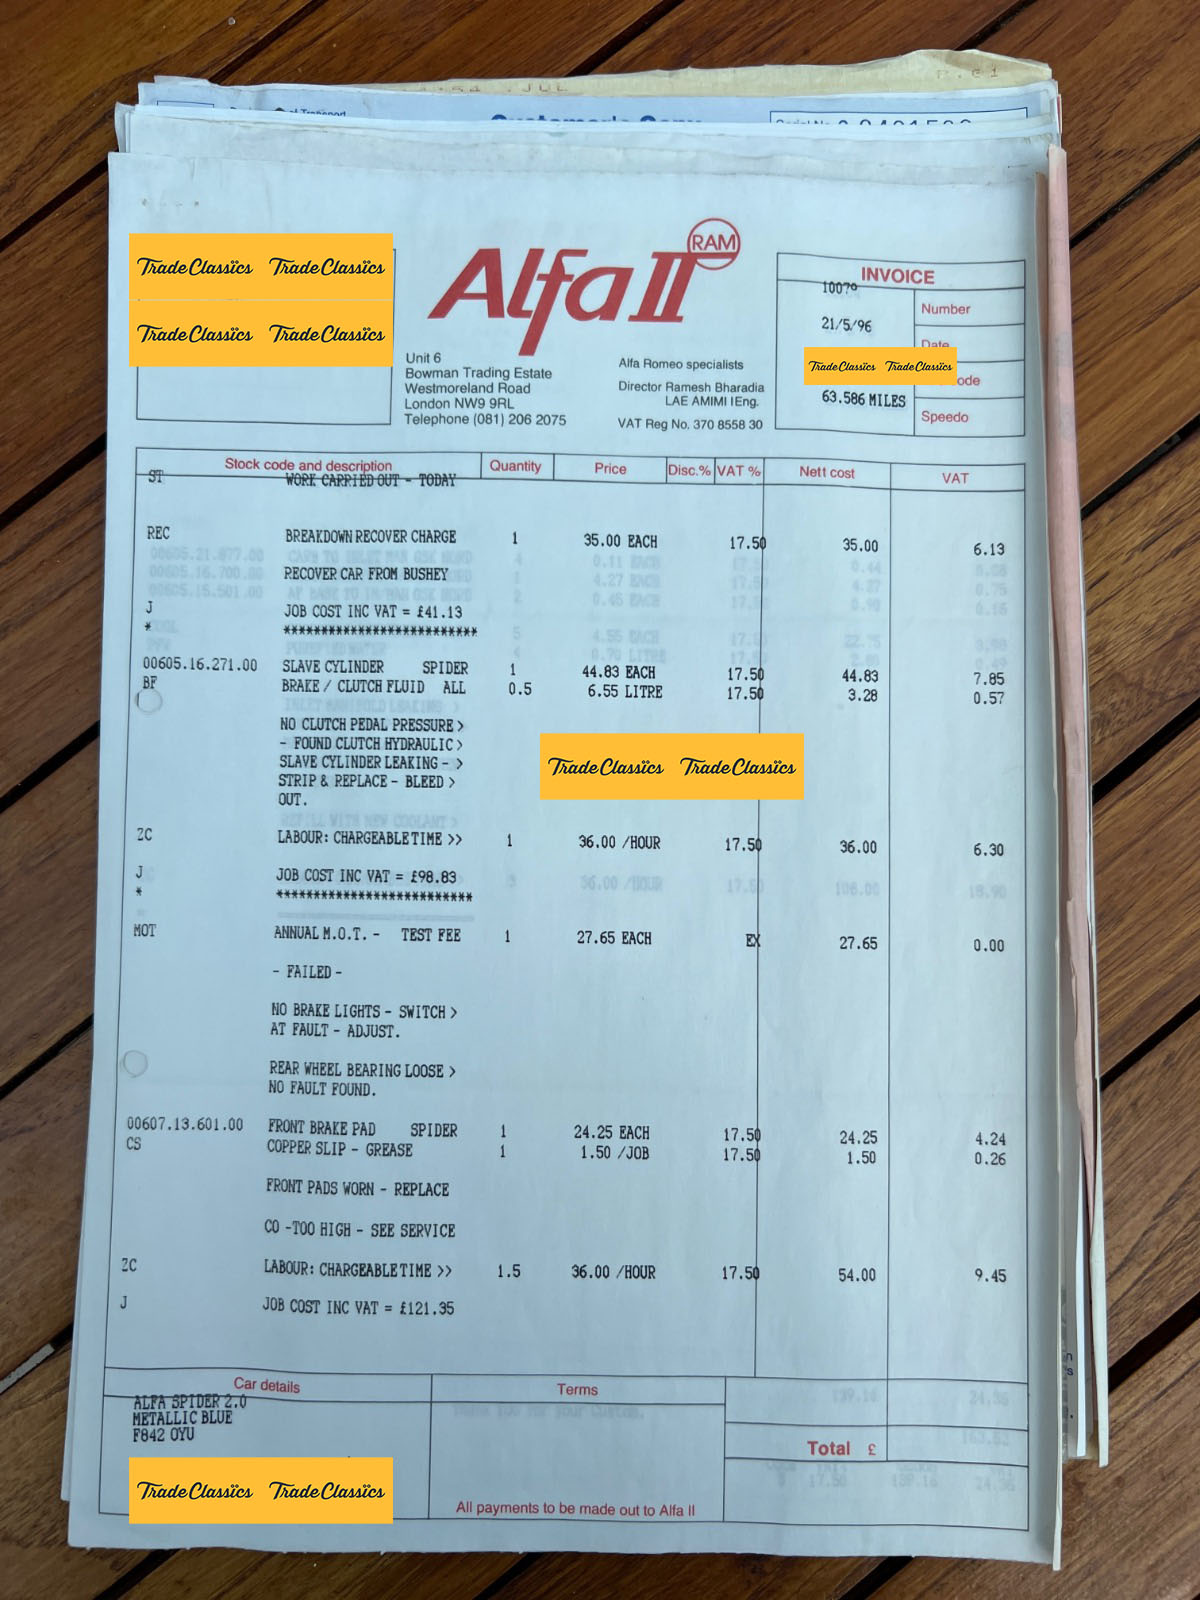 P.01
Customer's Copy
Trade Classics Trade Classics
Trade Classics Trade Classics
Alfa II
RAM
Unit 6
Bowman Trading Estate
Westmoreland Road
London NW9 9RL
Telephone (081) 206 2075
Alfa Romeo specialists
Director Ramesh Bharadia
LAE AMIMI IEng.
VAT Reg No. 370 8558 30
INVOICE
10079 Number
21/5/96 Date
Trade Classics Trade Classics ode
63.586 MILES Speedo
Stock code and description Quantity Price Disc.% VAT % Nett cost VAT
ST WORK CARRIED OUT - TODAY
REC BREAKDOWN RECOVER CHARGE 1 35.00 EACH 17.50 35.00 6.13
RECOVER CAR FROM BUSHEY
J JOB COST INC VAT = £41.13
* **************************
00605.16.271.00 SLAVE CYLINDER SPIDER 1 44.83 EACH 17.50 44.83 7.85
BF BRAKE / CLUTCH FLUID ALL 0.5 6.55 LITRE 17.50 3.28 0.57
NO CLUTCH PEDAL PRESSURE >
- FOUND CLUTCH HYDRAULIC >
SLAVE CYLINDER LEAKING - >
STRIP & REPLACE - BLEED >
OUT.
Trade Classics Trade Classics
ZC LABOUR: CHARGEABLE TIME >> 1 36.00 /HOUR 17.50 36.00 6.30
J JOB COST INC VAT = £98.83
* **************************
MOT ANNUAL M.O.T. - TEST FEE 1 27.65 EACH EX 27.65 0.00
- FAILED -
NO BRAKE LIGHTS - SWITCH >
AT FAULT - ADJUST.
REAR WHEEL BEARING LOOSE >
NO FAULT FOUND.
00607.13.601.00 FRONT BRAKE PAD SPIDER 1 24.25 EACH 17.50 24.25 4.24
CS COPPER SLIP - GREASE 1 1.50 /JOB 17.50 1.50 0.26
FRONT PADS WORN - REPLACE
CO -TOO HIGH - SEE SERVICE
ZC LABOUR: CHARGEABLE TIME >> 1.5 36.00 /HOUR 17.50 54.00 9.45
J JOB COST INC VAT = £121.35
Car details Terms
ALFA SPIDER 2.0
METALLIC BLUE
F842 OYU
Total £
Trade Classics Trade Classics
All payments to be made out to Alfa II